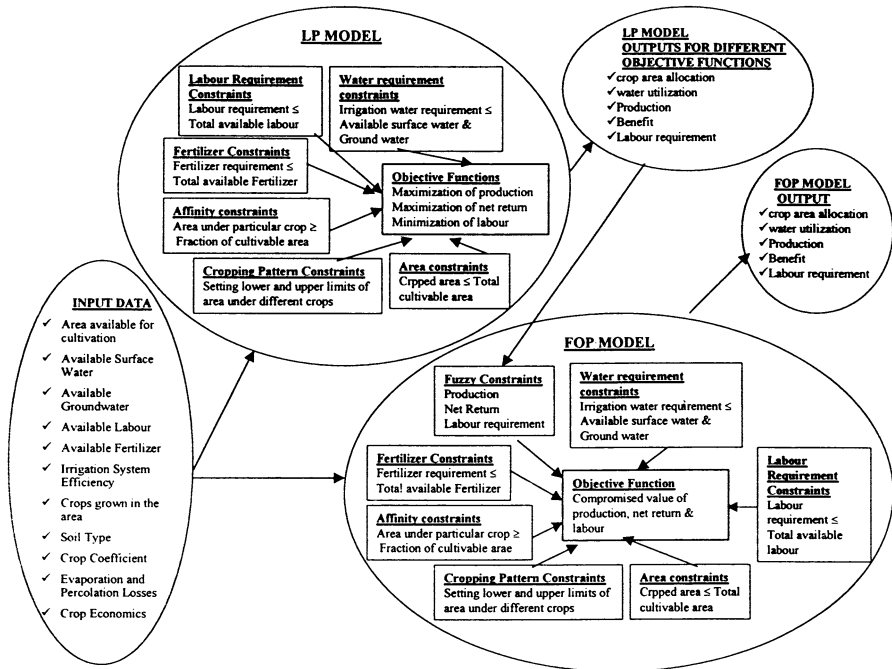 LP MODEL
Labour Requirement
Constraints
Labour requirement ≤
Total available labour
Water requirement
constraints
Irrigation water requirement ≤
Available surface water &
Ground water
Fertilizer Constraints
Fertilizer requirement ≤
Total available Fertilizer
Objective Functions
Maximization of production
Maximization of net return
Minimization of labour
Affinity constraints
Area under particular crop ≥
Fraction of cultivable area
Cropping Pattern Constraints
Setting lower and upper limits of
area under different crops
Area constraints
Crpped area ≤ Total
cultivable area
LP MODEL
OUTPUTS FOR DIFFERENT
OBJECTIVE FUNCTIONS
✓crop area allocation
✓water utilization
✓Production
✓Benefit
✓Labour requirement
FOP MODEL
OUTPUT
✓crop area allocation
✓water utilization
✓Production
✓Benefit
✓Labour requirement
INPUT DATA
✓ Area available for
cultivation
✓ Available Surface
Water
✓ Available
Groundwater
✓ Available Labour
✓ Available Fertilizer
✓ Irrigation System
Efficiency
✓ Crops grown in the
area
✓ Soil Type
✓ Crop Coefficient
✓ Evaporation and
Percolation Losses
✓ Crop Economics
FOP MODEL
Fuzzy Constraints
Production
Net Return
Labour requirement
Water requirement
constraints
Irrigation water requirement ≤
Available surface water &
Ground water
Fertilizer Constraints
Fertilizer requirement ≤
Total available Fertilizer
Objective Function
Compromised value of
production, net return &
labour
Labour
Requirement
Constraints
Labour
requirement ≤
Total available
labour
Affinity constraints
Area under particular crop ≥
Fraction of cultivable arae
Cropping Pattern Constraints
Setting lower and upper limits of
area under different crops
Area constraints
Crpped area ≤ Total
cultivable area